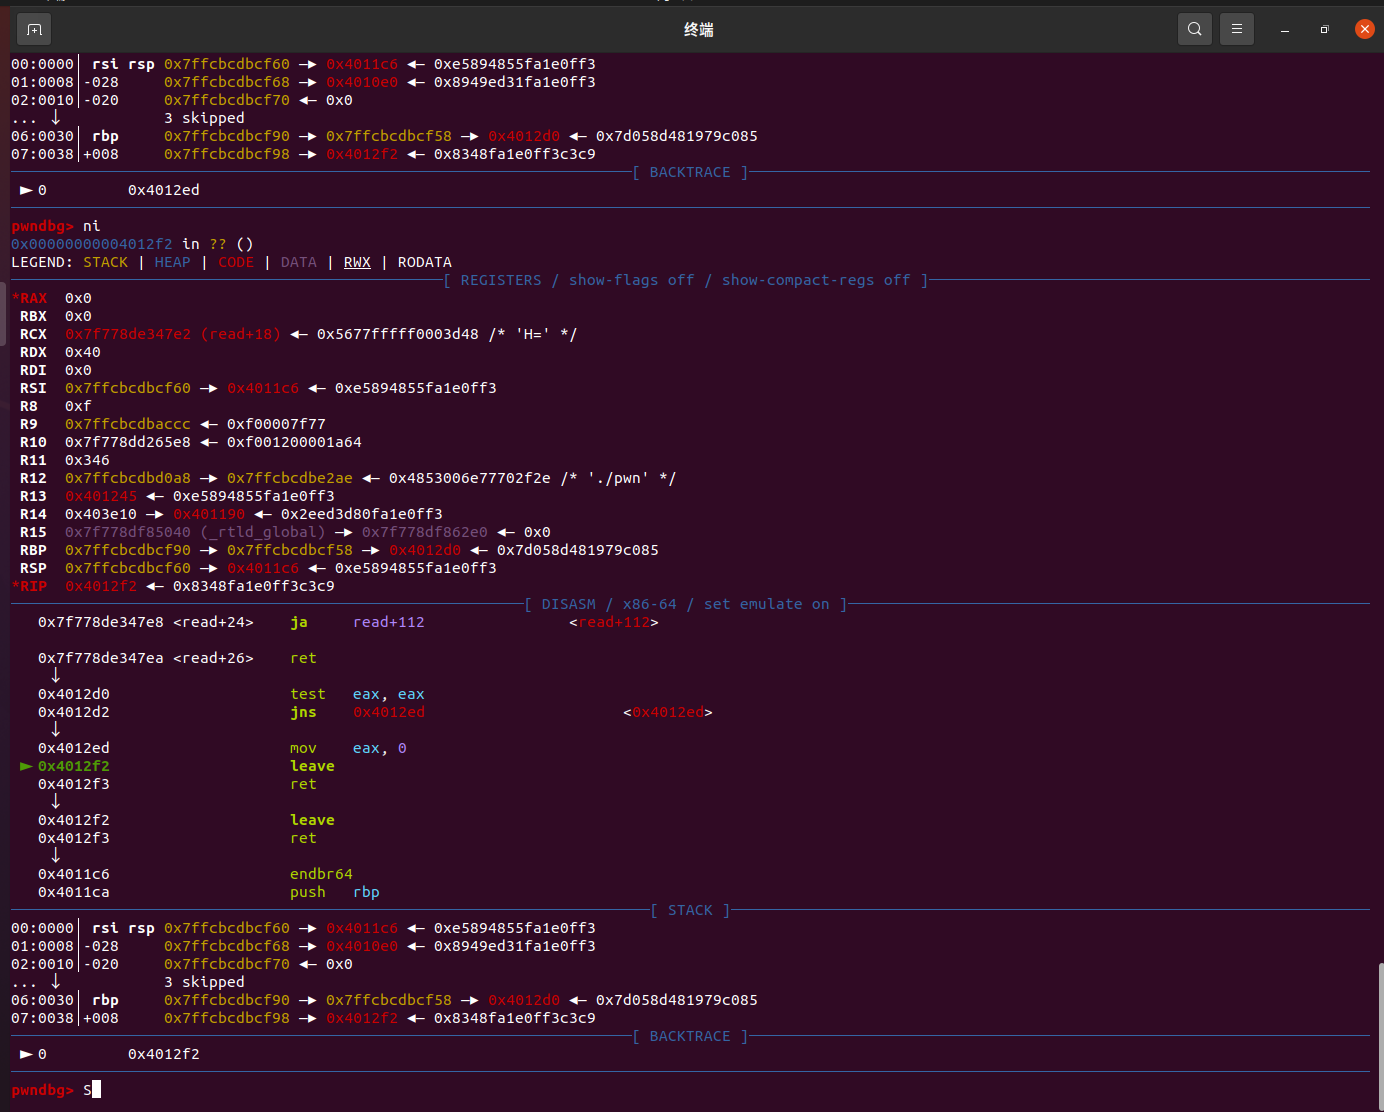 终端
00:0000│ rsi rsp 0x7ffcbcdbcf60 —▸ 0x4011c6 ◂— 0xe5894855fa1e0ff3
01:0008│-028     0x7ffcbcdbcf68 —▸ 0x4010e0 ◂— 0x8949ed31fa1e0ff3
02:0010│-020     0x7ffcbcdbcf70 ◂— 0x0
... ↓           3 skipped
06:0030│ rbp     0x7ffcbcdbcf90 —▸ 0x7ffcbcdbcf58 —▸ 0x4012d0 ◂— 0x7d058d481979c085
07:0038│+008     0x7ffcbcdbcf98 —▸ 0x4012f2 ◂— 0x8348fa1e0ff3c3c9
[ BACKTRACE ]
► 0         0x4012ed
pwndbg> ni
0x00000000004012f2 in ?? ()
LEGEND: STACK | HEAP | CODE | DATA | RWX | RODATA
[ REGISTERS / show-flags off / show-compact-regs off ]
*RAX  0x0
RBX  0x0
RCX  0x7f778de347e2 (read+18) ◂— 0x5677fffff0003d48 /* 'H=' */
RDX  0x40
RDI  0x0
RSI  0x7ffcbcdbcf60 —▸ 0x4011c6 ◂— 0xe5894855fa1e0ff3
R8   0xf
R9   0x7ffcbcdbaccc ◂— 0xf00007f77
R10  0x7f778dd265e8 ◂— 0xf001200001a64
R11  0x346
R12  0x7ffcbcdbd0a8 —▸ 0x7ffcbcdbe2ae ◂— 0x4853006e77702f2e /* './pwn' */
R13  0x401245 ◂— 0xe5894855fa1e0ff3
R14  0x403e10 —▸ 0x401190 ◂— 0x2eed3d80fa1e0ff3
R15  0x7f778df85040 (_rtld_global) —▸ 0x7f778df862e0 ◂— 0x0
RBP  0x7ffcbcdbcf90 —▸ 0x7ffcbcdbcf58 —▸ 0x4012d0 ◂— 0x7d058d481979c085
RSP  0x7ffcbcdbcf60 —▸ 0x4011c6 ◂— 0xe5894855fa1e0ff3
*RIP  0x4012f2 ◂— 0x8348fa1e0ff3c3c9
[ DISASM / x86-64 / set emulate on ]
0x7f778de347e8 <read+24>    ja     read+112                <read+112>
0x7f778de347ea <read+26>    ret
↓
0x4012d0                    test   eax, eax
0x4012d2                    jns    0x4012ed                      <0x4012ed>
↓
0x4012ed                    mov    eax, 0
► 0x4012f2                    leave
0x4012f3                    ret
↓
0x4012f2                    leave
0x4012f3                    ret
↓
0x4011c6                    endbr64
0x4011ca                    push   rbp
[ STACK ]
00:0000│ rsi rsp 0x7ffcbcdbcf60 —▸ 0x4011c6 ◂— 0xe5894855fa1e0ff3
01:0008│-028     0x7ffcbcdbcf68 —▸ 0x4010e0 ◂— 0x8949ed31fa1e0ff3
02:0010│-020     0x7ffcbcdbcf70 ◂— 0x0
... ↓           3 skipped
06:0030│ rbp     0x7ffcbcdbcf90 —▸ 0x7ffcbcdbcf58 —▸ 0x4012d0 ◂— 0x7d058d481979c085
07:0038│+008     0x7ffcbcdbcf98 —▸ 0x4012f2 ◂— 0x8348fa1e0ff3c3c9
[ BACKTRACE ]
► 0         0x4012f2
pwndbg> S